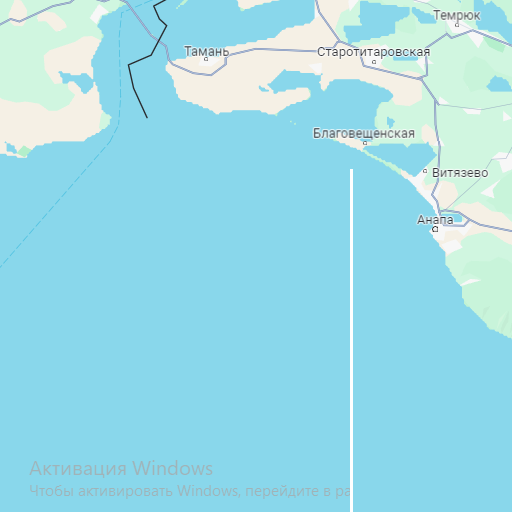 Темрюк
Тамань
Старотитаровская
Благовещенская
Витязево
Анапа
Активация Windows
Чтобы активировать Windows, перейдите в ра